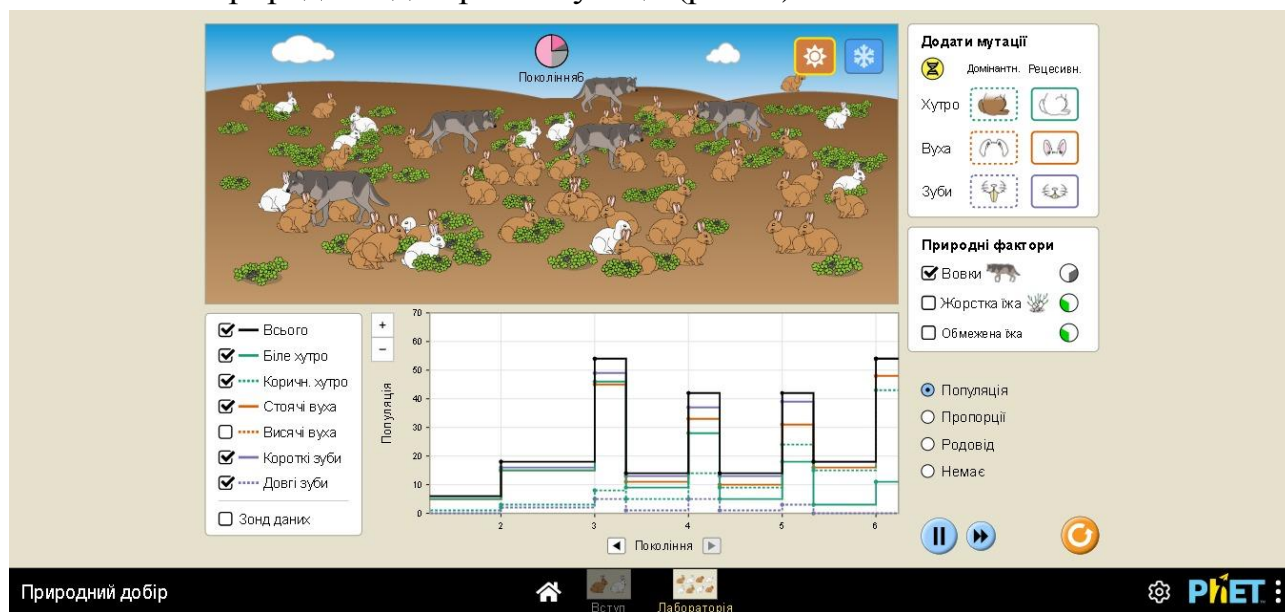 Покоління6
Додати мутації
Домінантн. Рецесивн.
Хутро
Вуха
Зуби
Природні фактори
Вовки
Жорстка їжа
Обмежена їжа
Всього
Біле хутро
Коричн. хутро
Стоячі вуха
Висячі вуха
Короткі зуби
Довгі зуби
Зонд даних
+
−
Популяція
70
60
50
40
30
20
10
0
2 3 4 5 6
Покоління
Популяція
Пропорції
Родовід
Немає
Природний добір
Вступ
Лабораторія
PhET